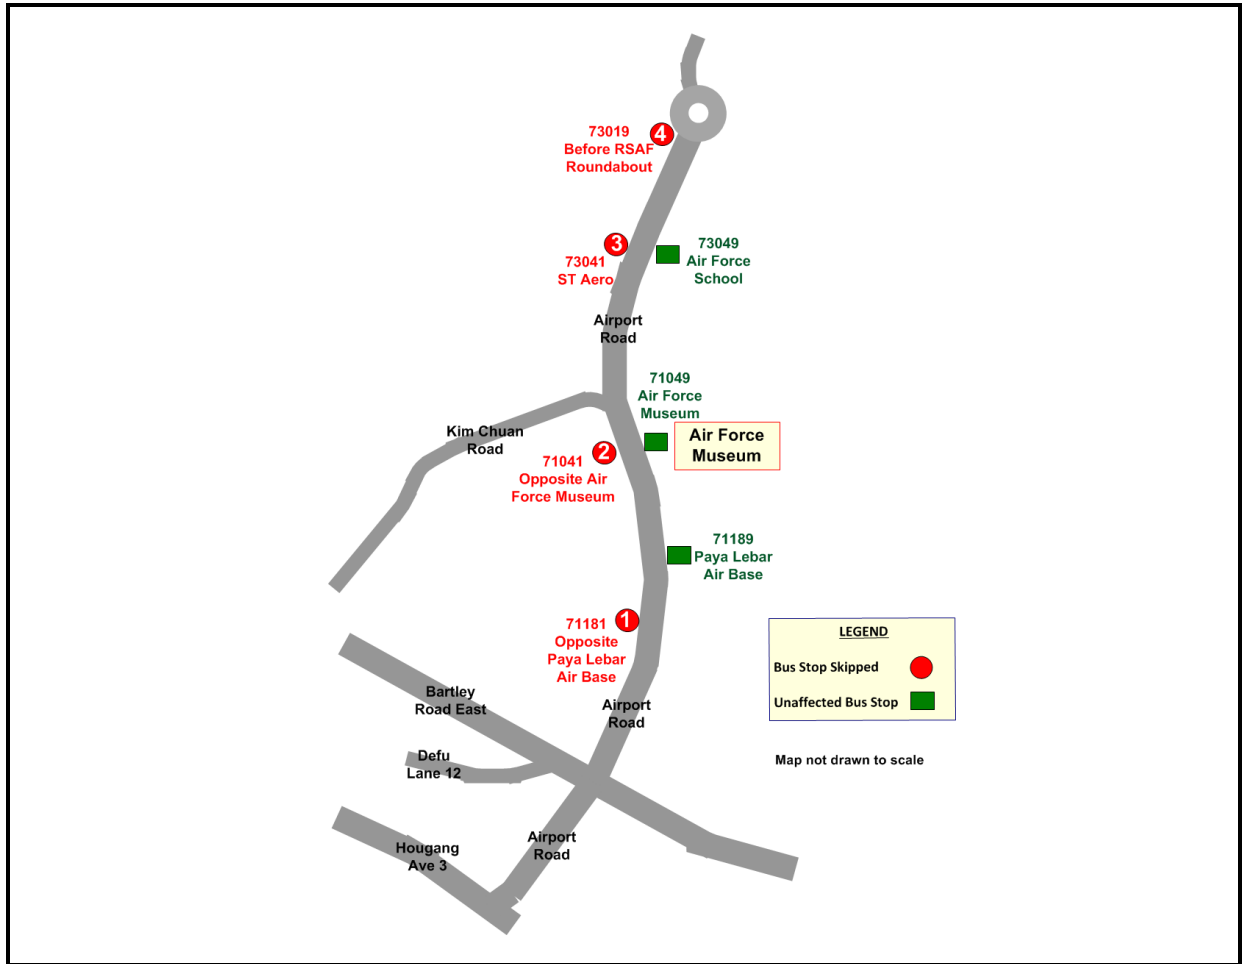 4
73019
Before RSAF
Roundabout
3
73041
ST Aero
73049
Air Force
School
Airport
Road
71049
Air Force
Museum
Air Force
Museum
Kim Chuan
Road
2
71041
Opposite Air
Force Museum
71189
Paya Lebar
Air Base
1
71181
Opposite
Paya Lebar
Air Base
LEGEND
Bus Stop Skipped
Unaffected Bus Stop
Bartley
Road East
Airport
Road
Defu
Lane 12
Map not drawn to scale
Airport
Road
Hougang
Ave 3